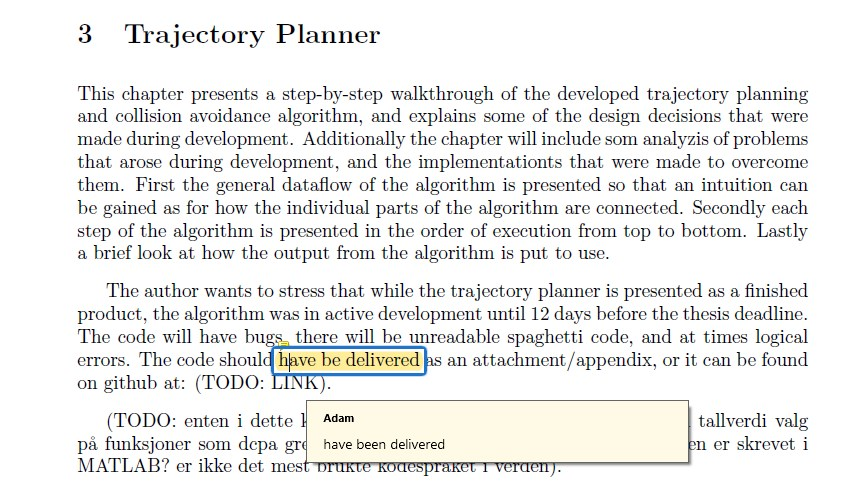 3 Trajectory Planner
This chapter presents a step-by-step walkthrough of the developed trajectory planning
and collision avoidance algorithm, and explains some of the design decisions that were
made during development. Additionally the chapter will include som analyzis of problems
that arose during development, and the implementationts that were made to overcome
them. First the general dataflow of the algorithm is presented so that an intuition can
be gained as for how the individual parts of the algorithm are connected. Secondly each
step of the algorithm is presented in the order of execution from top to bottom. Lastly
a brief look at how the output from the algorithm is put to use.
The author wants to stress that while the trajectory planner is presented as a finished
product, the algorithm was in active development until 12 days before the thesis deadline.
The code will have bugs, there will be unreadable spaghetti code, and at times logical
errors. The code should have be delivered as an attachment/appendix, or it can be found
on github at: (TODO: LINK).
(TODO: enten i dette tallverdi valg
på funksjoner som dcpa er skrevet i
MATLAB? er ikke det mest brukte kodespråket i verden).
Adam
have been delivered